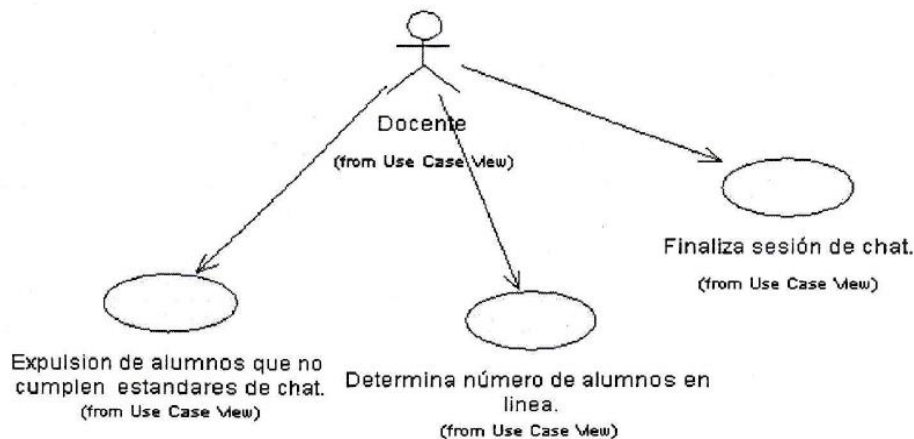 Docente
(from Use Case View)
Finaliza sesión de chat.
(from Use Case View)
Expulsion de alumnos que no
cumplen estandares de chat.
(from Use Case View)
Determina número de alumnos en
linea.
(from Use Case View)